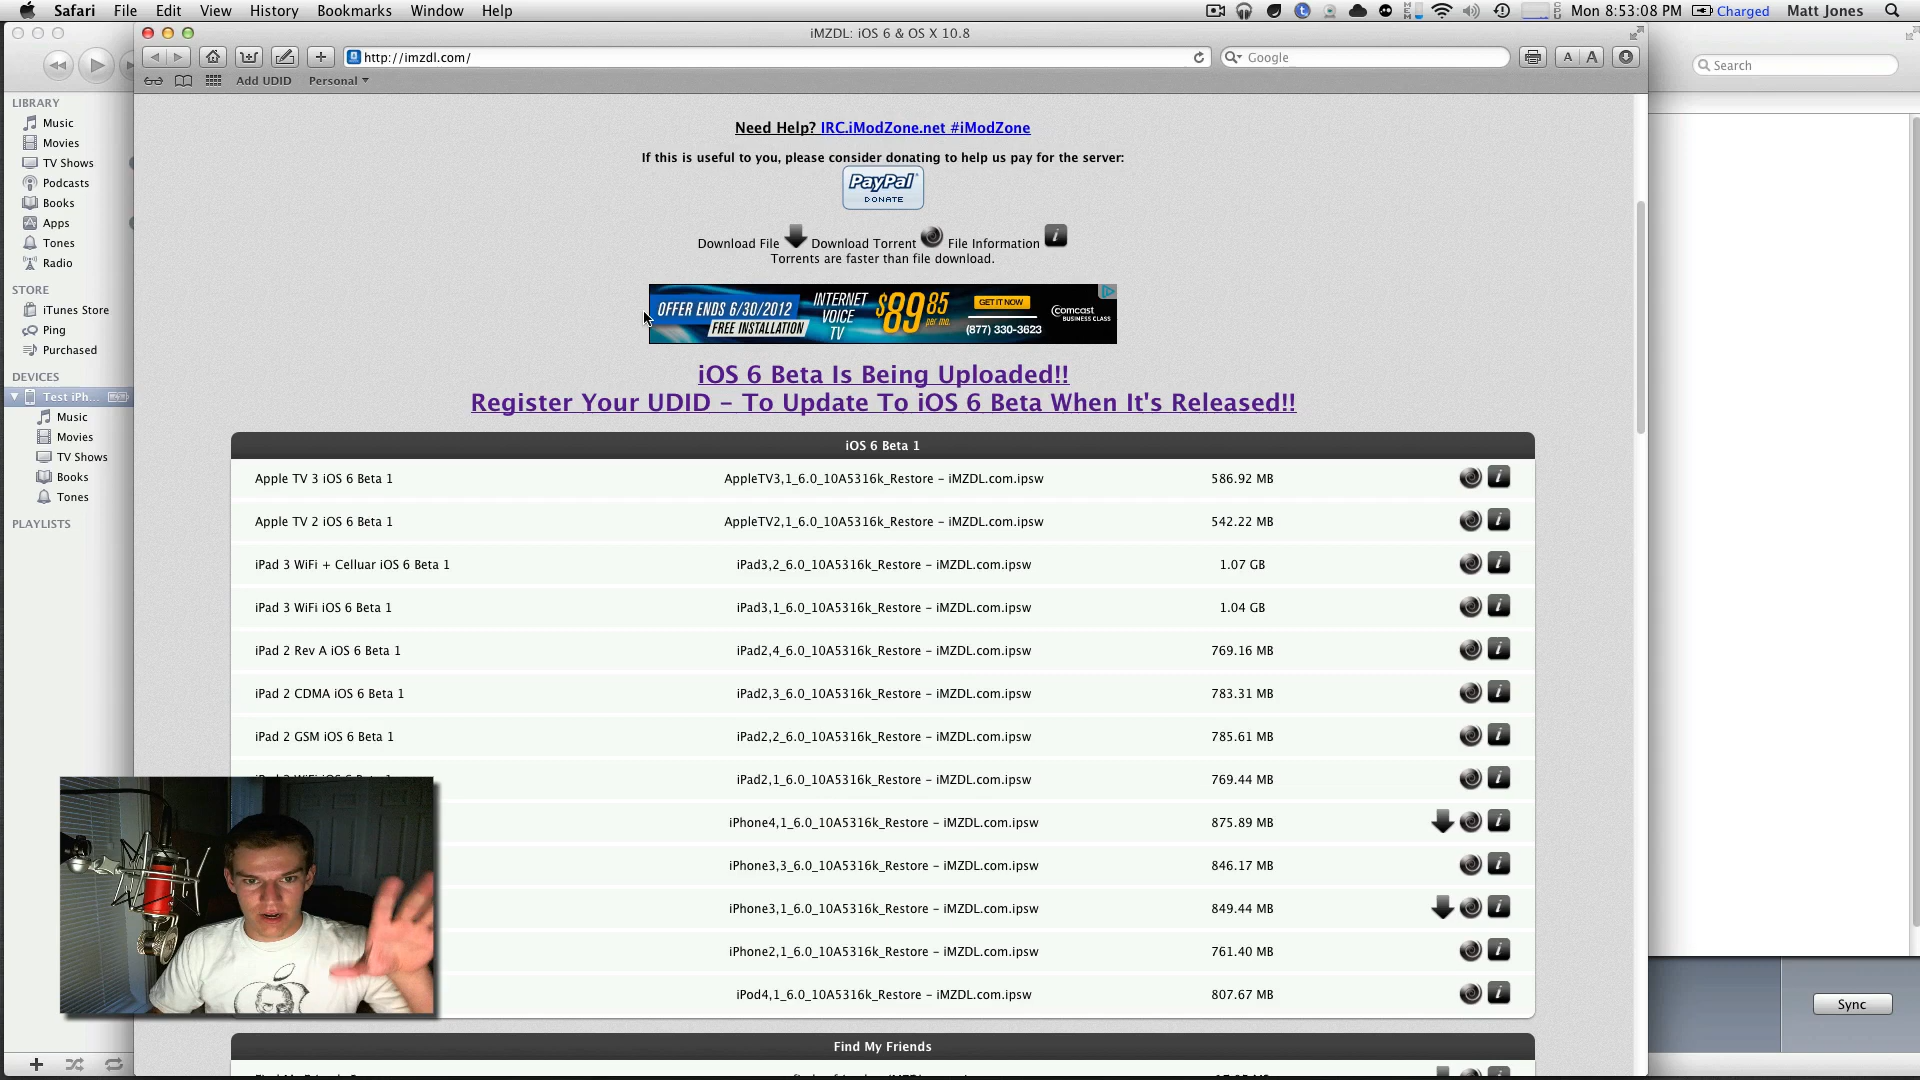 Safari File Edit View History Bookmarks Window Help
Mon 8:53:08 PM Charged Matt Jones
iMZDL: iOS 6 & OS X 10.8
http://imzdl.com/
Google
A A
Search
Add UDID Personal
LIBRARY
Music
Movies
TV Shows
Podcasts
Books
Apps
Tones
Radio
STORE
iTunes Store
Ping
Purchased
DEVICES
Test iPh...
Music
Movies
TV Shows
Books
Tones
PLAYLISTS
Need Help? IRC.iModZone.net #iModZone
If this is useful to you, please consider donating to help us pay for the server:
PayPal
DONATE
Download File Download Torrent File Information i
Torrents are faster than file download.
OFFER ENDS 6/30/2012
FREE INSTALLATION
INTERNET
VOICE
TV
$89.85 per mo.
GET IT NOW
(877) 330-3623
comcast
BUSINESS CLASS
iOS 6 Beta Is Being Uploaded!!
Register Your UDID – To Update To iOS 6 Beta When It's Released!!
iOS 6 Beta 1
Apple TV 3 iOS 6 Beta 1 AppleTV3,1_6.0_10A5316k_Restore – iMZDL.com.ipsw 586.92 MB i
Apple TV 2 iOS 6 Beta 1 AppleTV2,1_6.0_10A5316k_Restore – iMZDL.com.ipsw 542.22 MB i
iPad 3 WiFi + Celluar iOS 6 Beta 1 iPad3,2_6.0_10A5316k_Restore – iMZDL.com.ipsw 1.07 GB i
iPad 3 WiFi iOS 6 Beta 1 iPad3,1_6.0_10A5316k_Restore – iMZDL.com.ipsw 1.04 GB i
iPad 2 Rev A iOS 6 Beta 1 iPad2,4_6.0_10A5316k_Restore – iMZDL.com.ipsw 769.16 MB i
iPad 2 CDMA iOS 6 Beta 1 iPad2,3_6.0_10A5316k_Restore – iMZDL.com.ipsw 783.31 MB i
iPad 2 GSM iOS 6 Beta 1 iPad2,2_6.0_10A5316k_Restore – iMZDL.com.ipsw 785.61 MB i
iPad2,1_6.0_10A5316k_Restore – iMZDL.com.ipsw 769.44 MB i
iPhone4,1_6.0_10A5316k_Restore – iMZDL.com.ipsw 875.89 MB i
iPhone3,3_6.0_10A5316k_Restore – iMZDL.com.ipsw 846.17 MB i
iPhone3,1_6.0_10A5316k_Restore – iMZDL.com.ipsw 849.44 MB i
iPhone2,1_6.0_10A5316k_Restore – iMZDL.com.ipsw 761.40 MB i
iPod4,1_6.0_10A5316k_Restore – iMZDL.com.ipsw 807.67 MB i
Find My Friends
Sync